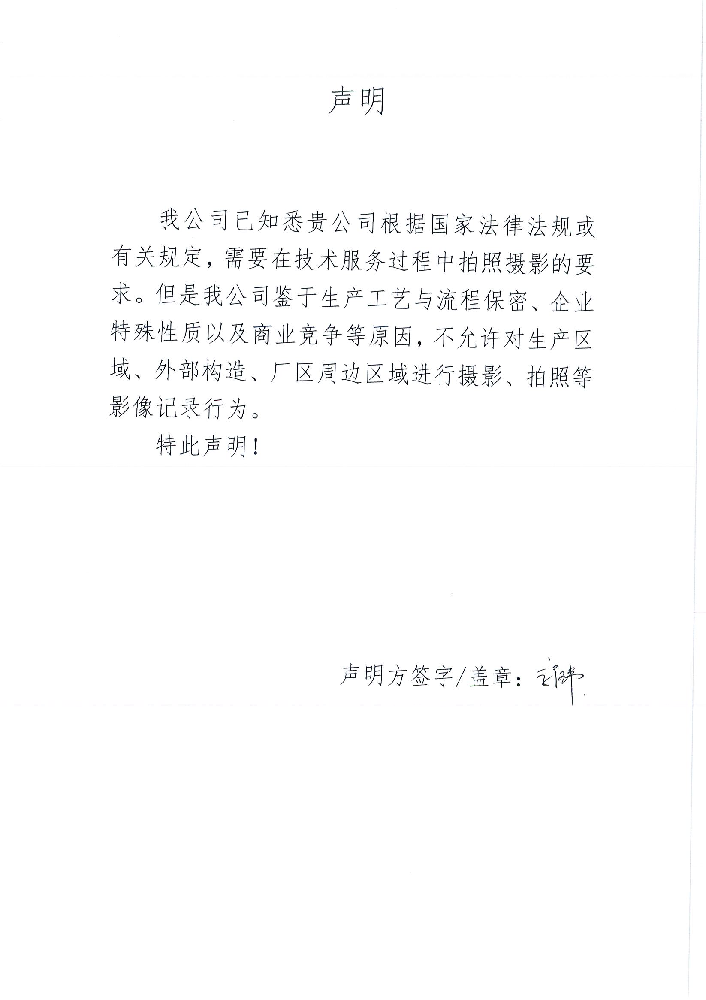 声明
我公司已知悉贵公司根据国家法律法规或
有关规定，需要在技术服务过程中拍照摄影的要
求。但是我公司鉴于生产工艺与流程保密、企业
特殊性质以及商业竞争等原因，不允许对生产区
域、外部构造、厂区周边区域进行摄影、拍照等
影像记录行为。
特此声明！
声明方签字/盖章：